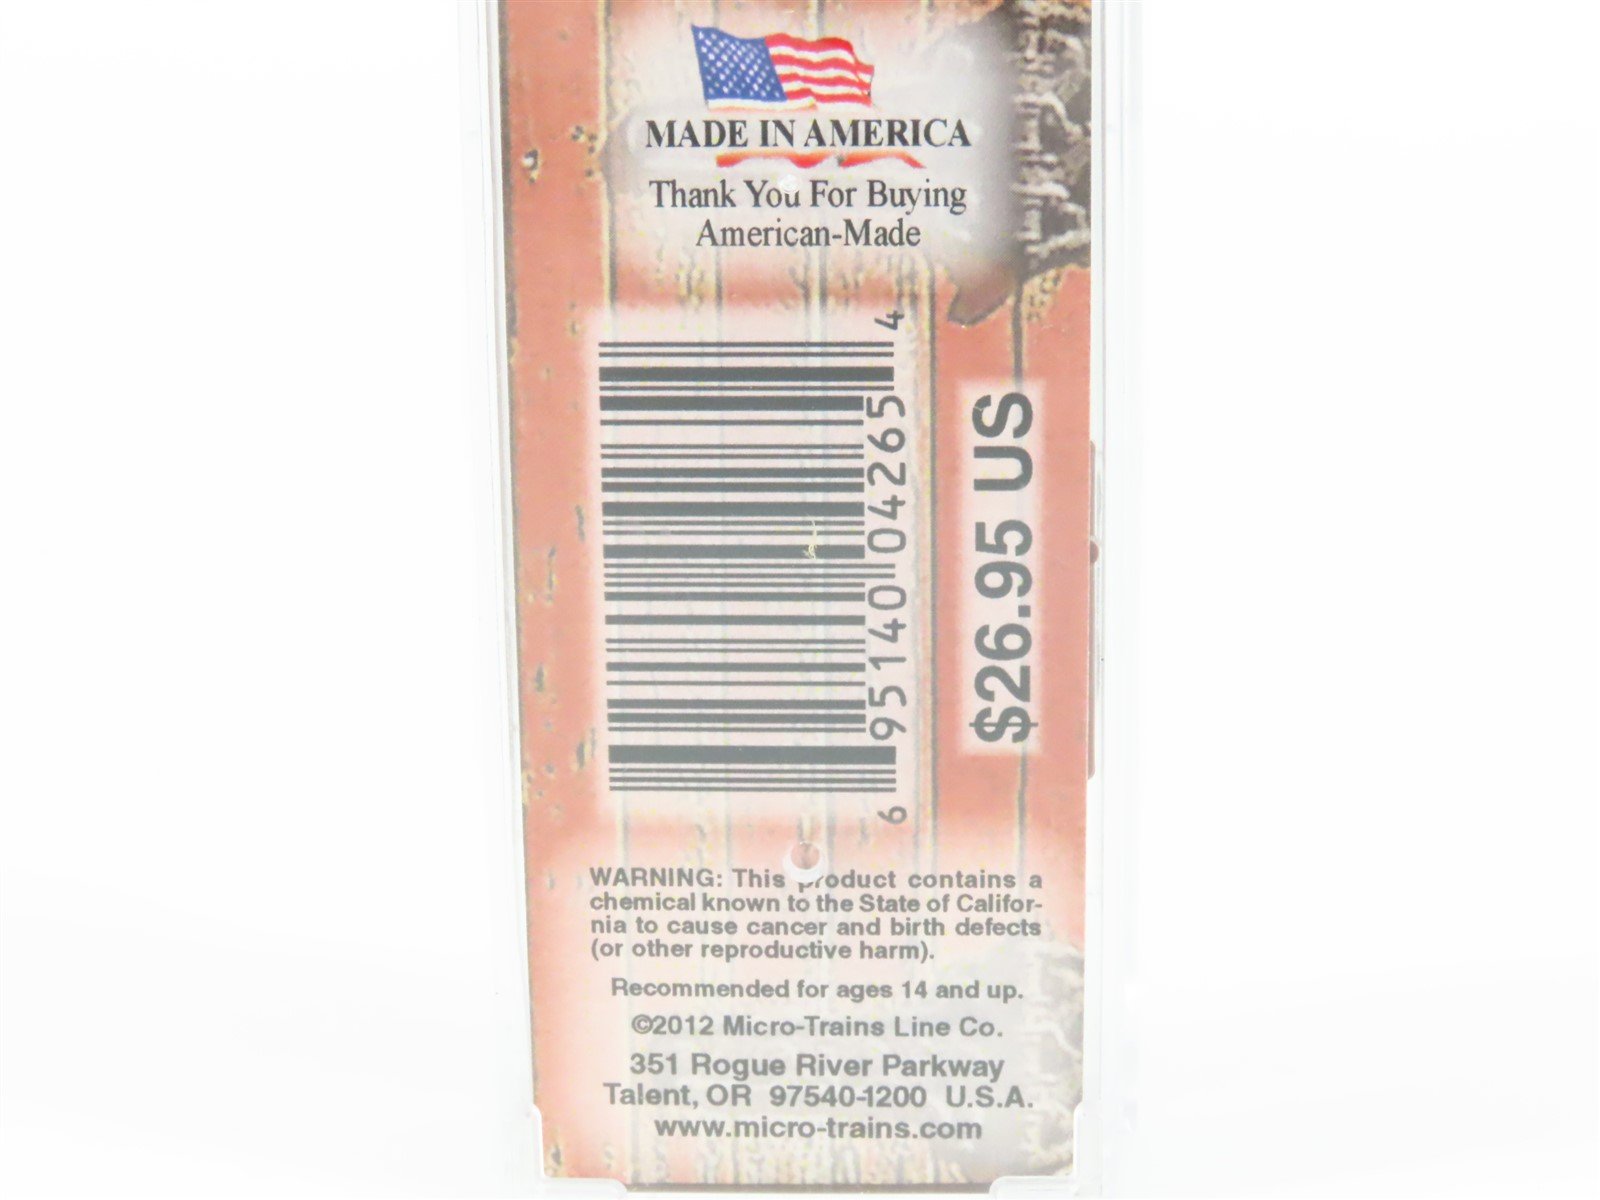 MADE IN AMERICA
Thank You For Buying
American-Made
6 95140 04265 4
$26.95 US
WARNING: This product contains a
chemical known to the State of Califor-
nia to cause cancer and birth defects
(or other reproductive harm).
Recommended for ages 14 and up.
©2012 Micro-Trains Line Co.
351 Rogue River Parkway
Talent, OR 97540-1200 U.S.A.
www.micro-trains.com